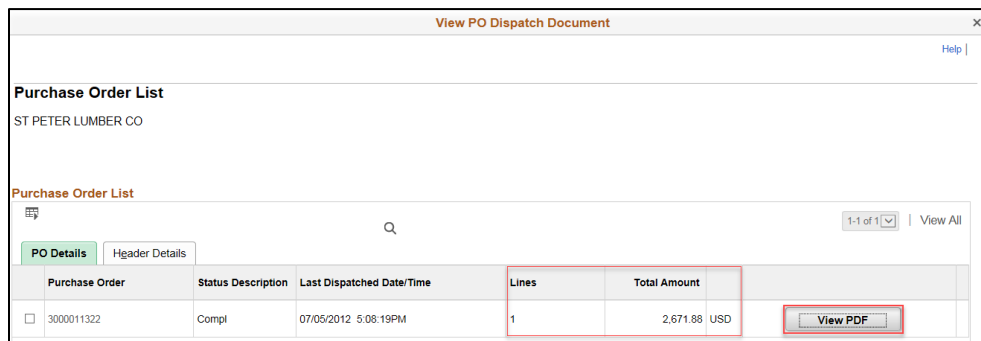 View PO Dispatch Document ×
Help |
Purchase Order List
ST PETER LUMBER CO
Purchase Order List
1-1 of 1 | View All
PO Details Header Details
Purchase Order Status Description Last Dispatched Date/Time Lines Total Amount
3000011322 Compl 07/05/2012 5:08:19PM 1 2,671.88 USD View PDF